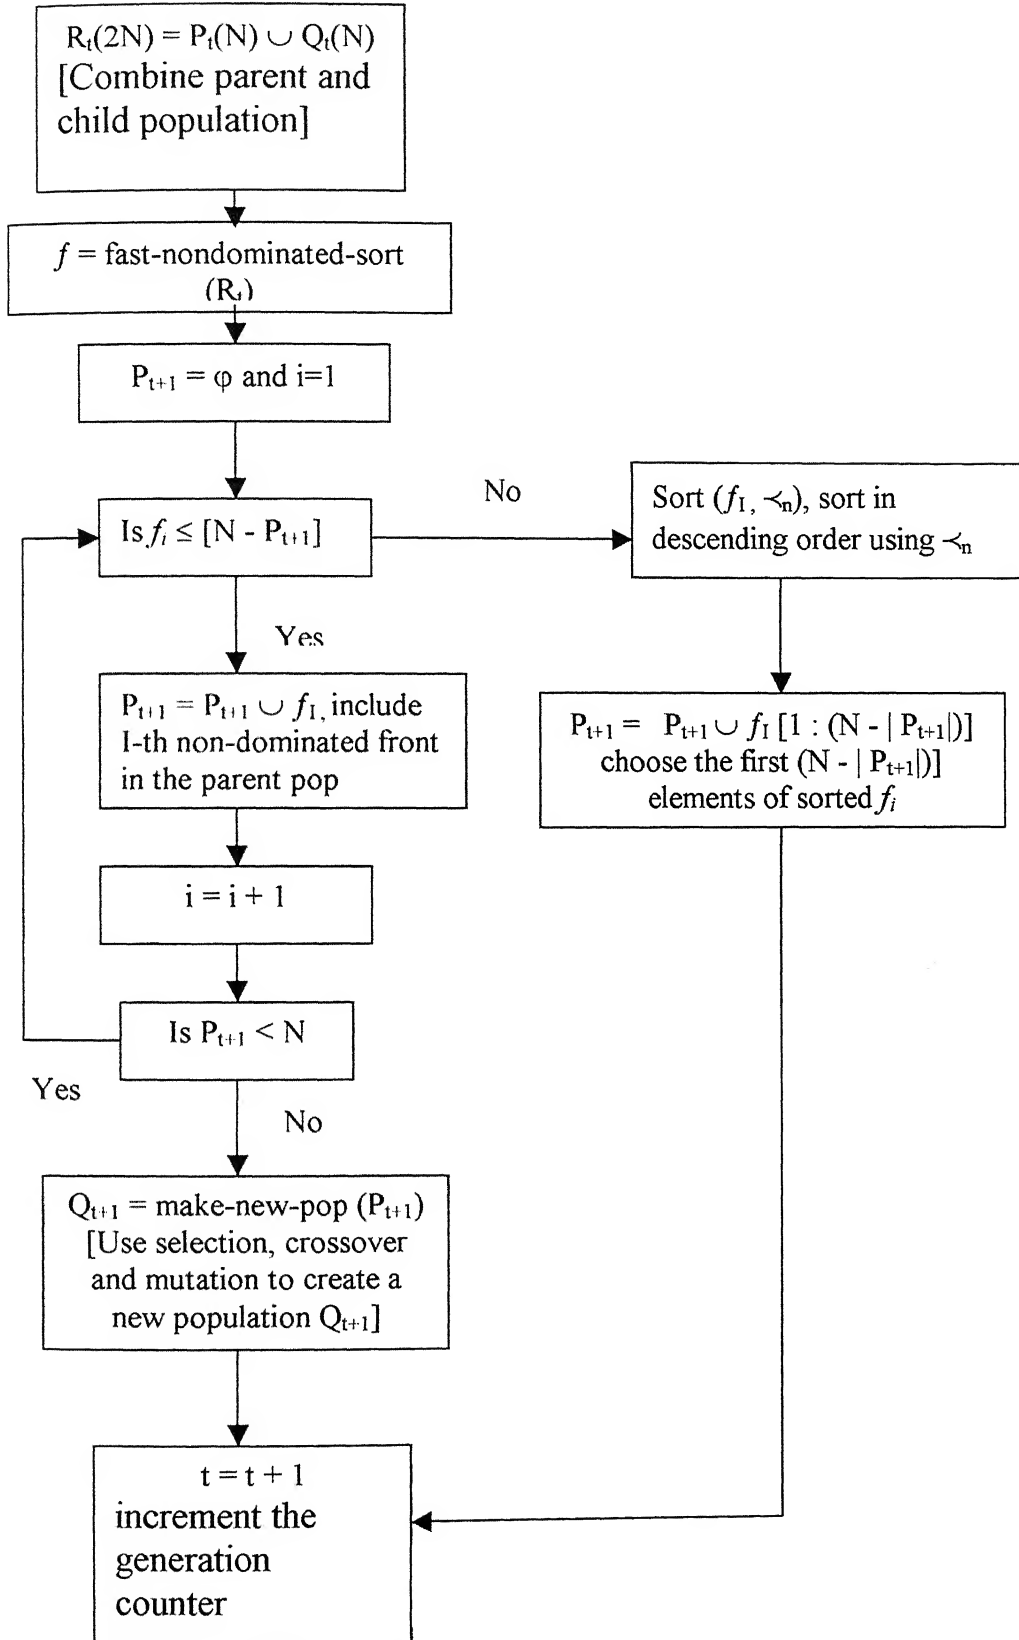 Rₜ(2N) = Pₜ(N) ∪ Qₜ(N)
[Combine parent and
child population]
f = fast-nondominated-sort
(Rₜ)
Pₜ₊₁ = φ and i=1
Is fᵢ ≤ [N - Pₜ₊₁]
No
Sort (f_I, ≺ₙ), sort in
descending order using ≺ₙ
Yes
Pₜ₊₁ = Pₜ₊₁ ∪ f_I, include
I-th non-dominated front
in the parent pop
Pₜ₊₁ = Pₜ₊₁ ∪ f_I [1 : (N - | Pₜ₊₁|)]
choose the first (N - | Pₜ₊₁|)]
elements of sorted fᵢ
i = i + 1
Is Pₜ₊₁ < N
Yes
No
Qₜ₊₁ = make-new-pop (Pₜ₊₁)
[Use selection, crossover
and mutation to create a
new population Qₜ₊₁]
t = t + 1
increment the
generation
counter